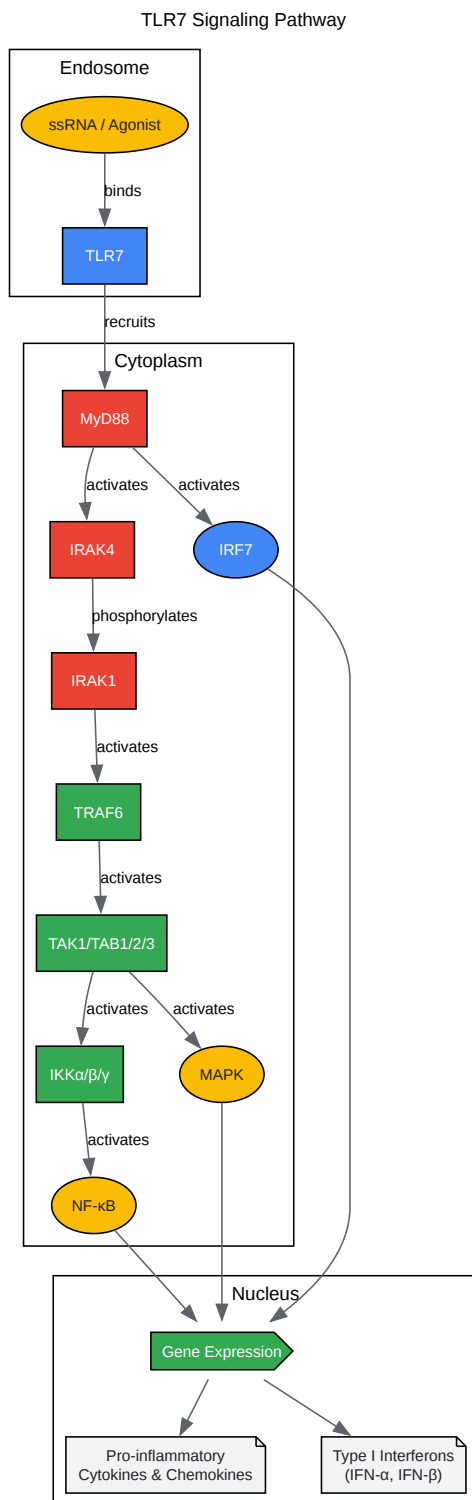 TLR7 Signaling Pathway
Endosome
ssRNA / Agonist
binds
TLR7
recruits
Cytoplasm
MyD88
activates
activates
IRAK4
IRF7
phosphorylates
IRAK1
activates
TRAF6
activates
TAK1/TAB1/2/3
activates
activates
IKKα/β/γ
MAPK
activates
NF-κB
Nucleus
Gene Expression
Pro-inflammatory
Cytokines & Chemokines
Type I Interferons
(IFN-α, IFN-β)